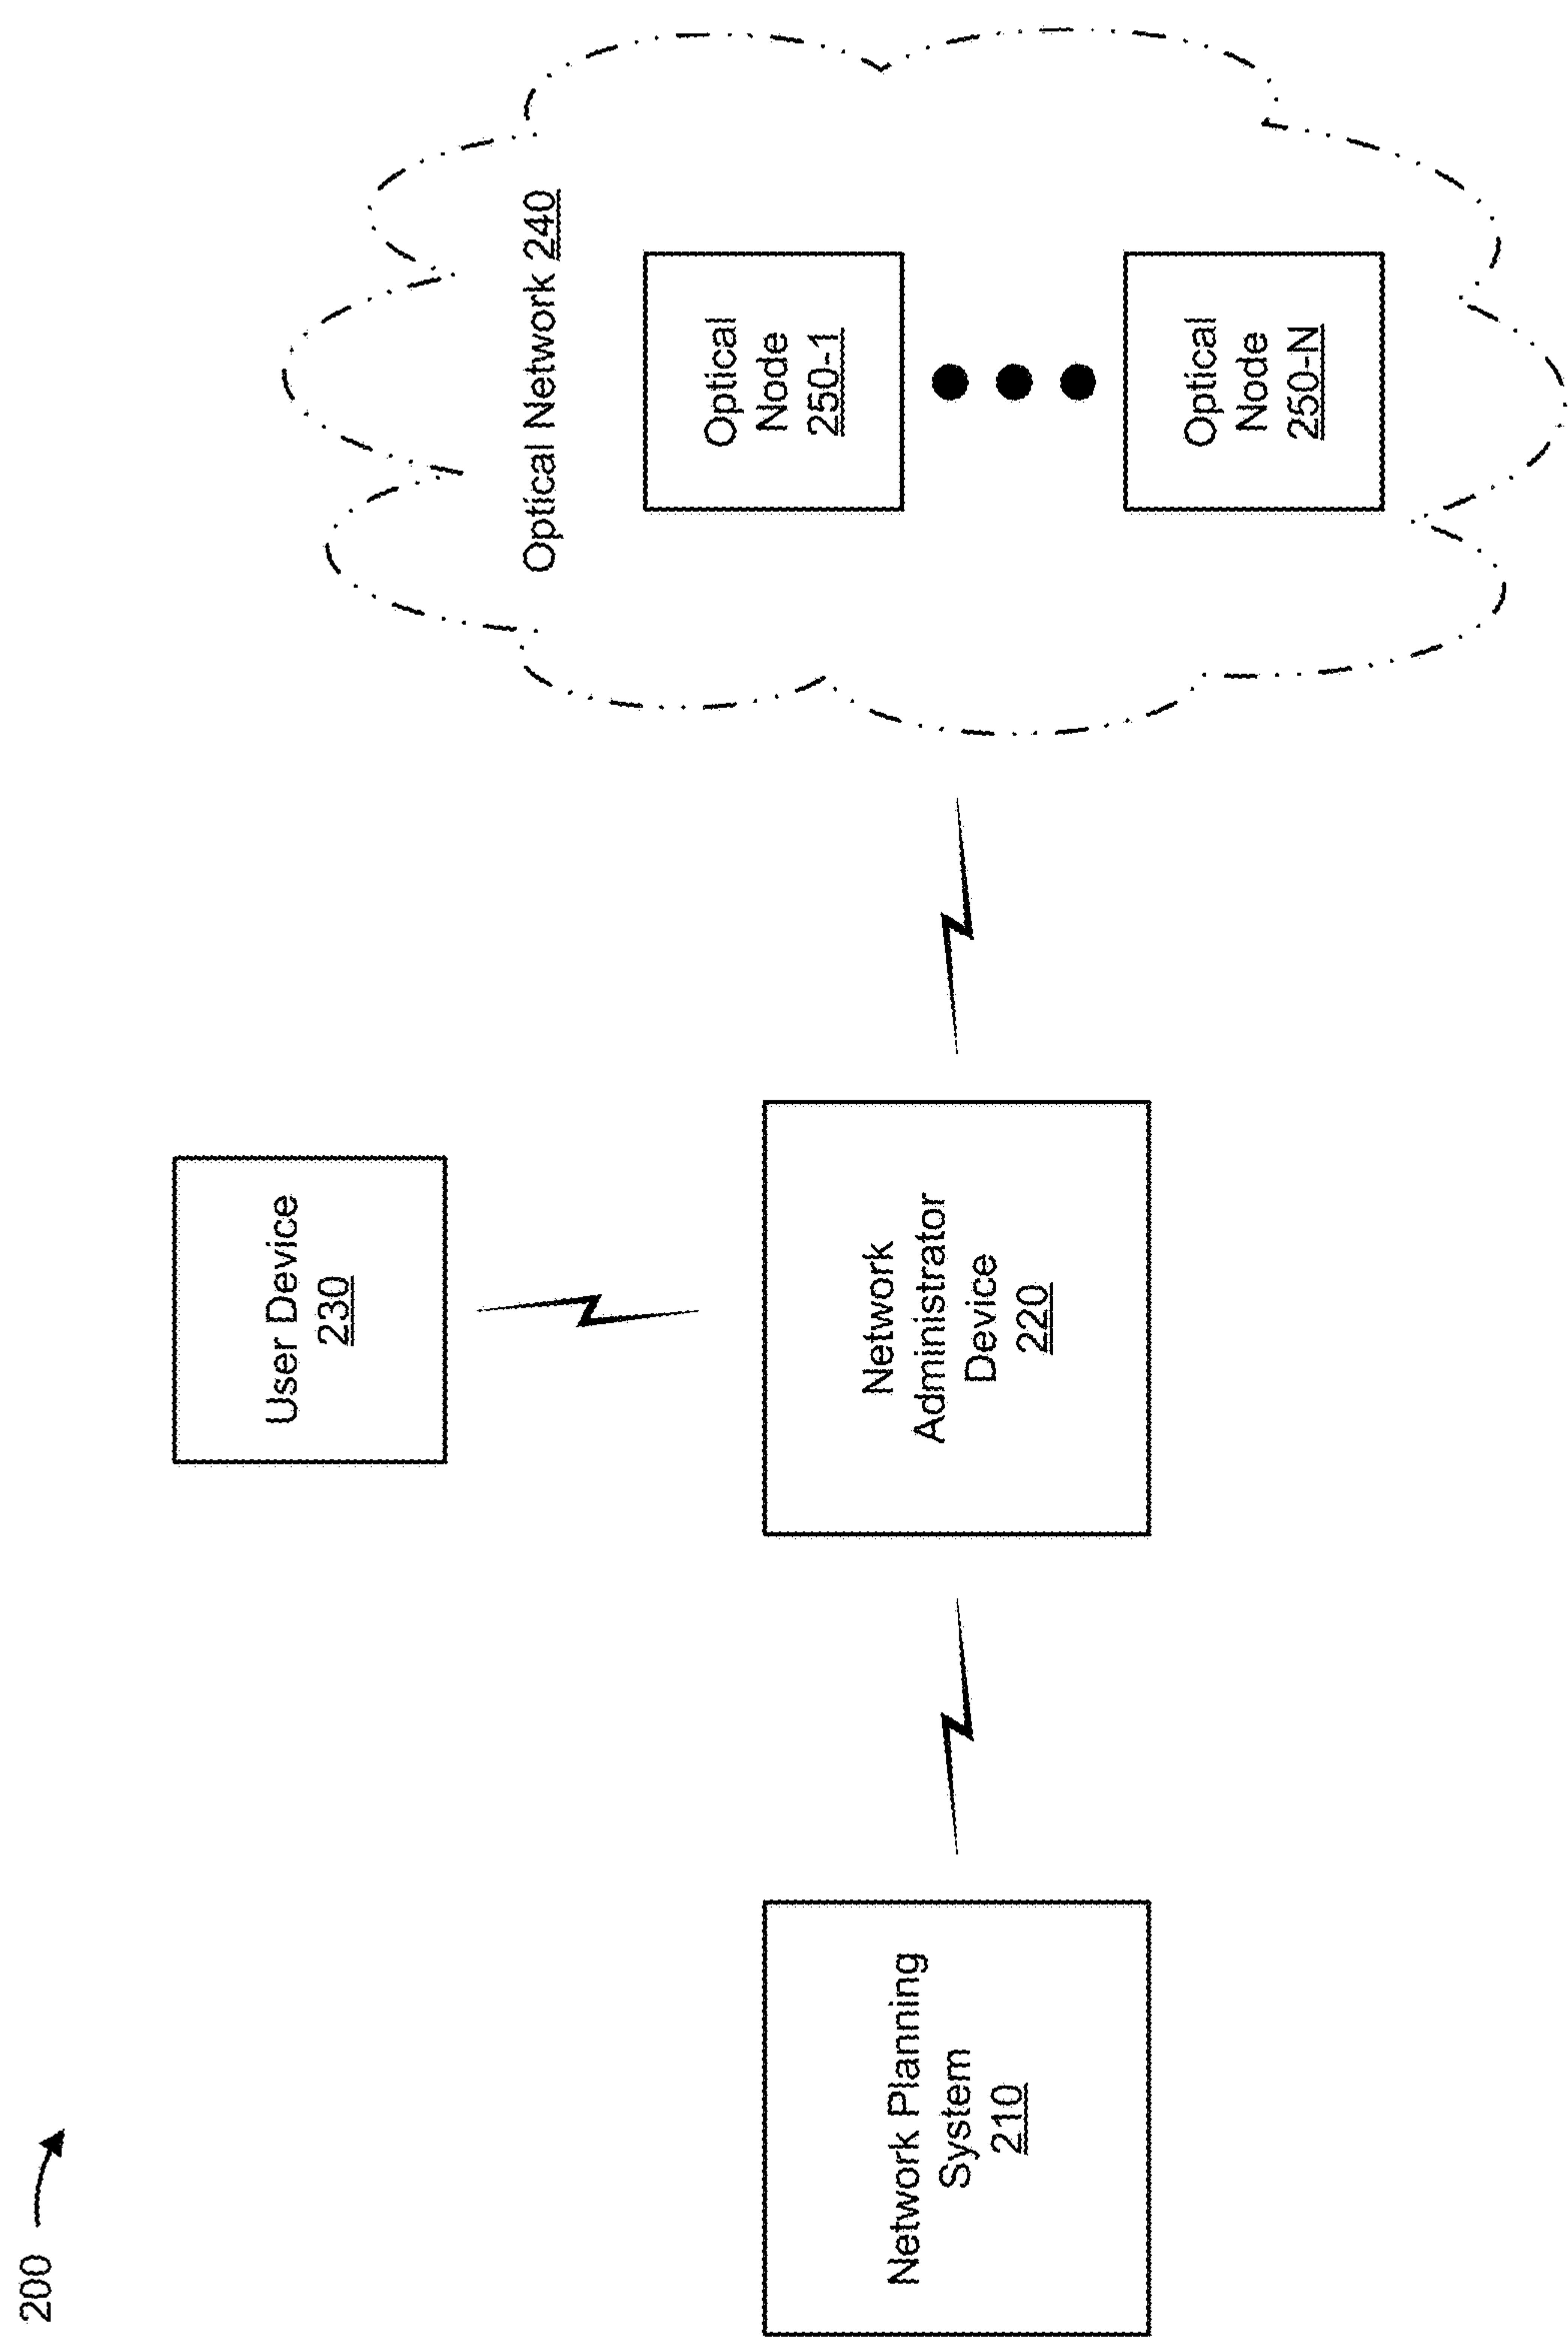 200
User Device
230
Network Planning
System
210
Network
Administrator
Device
220
Optical Network 240
Optical
Node
250-1
Optical
Node
250-N